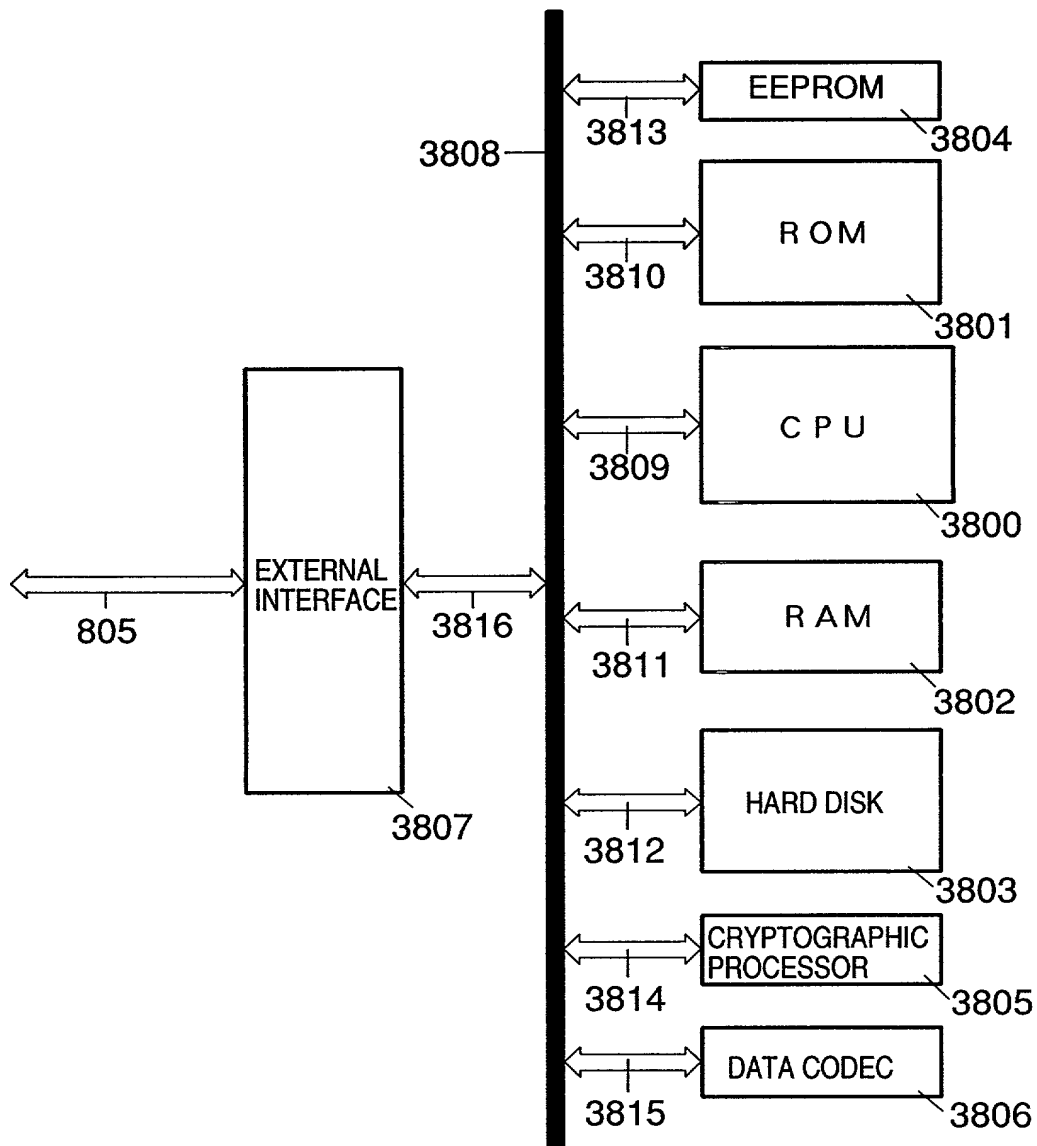 EEPROM
3813
3804
3808
ROM
3810
3801
CPU
3809
3800
EXTERNAL
INTERFACE
805
3816
RAM
3811
3802
3807
HARD DISK
3812
3803
CRYPTOGRAPHIC
PROCESSOR
3814
3805
DATA CODEC
3815
3806